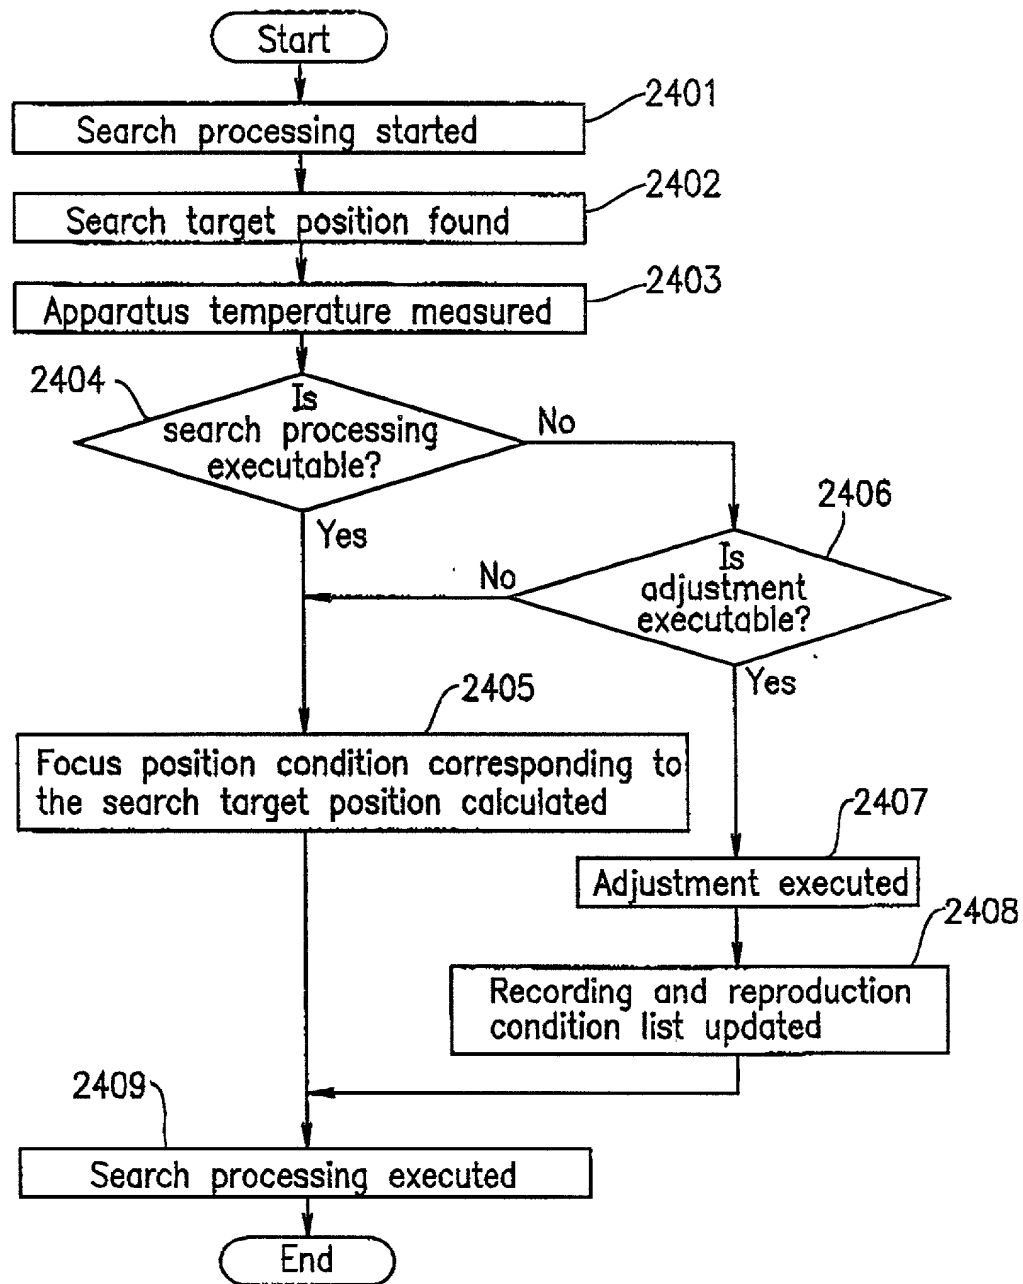 Start
2401
Search processing started
2402
Search target position found
2403
Apparatus temperature measured
2404
Is
search processing
executable?
No
Yes
2406
Is
adjustment
executable?
No
Yes
2405
Focus position condition corresponding to
the search target position calculated
2407
Adjustment executed
2408
Recording and reproduction
condition list updated
2409
Search processing executed
End